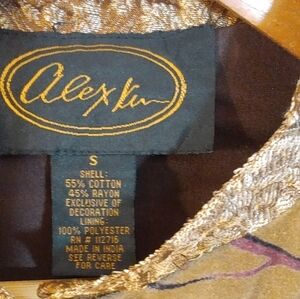 alex kim
S
SHELL:
55% COTTON
45% RAYON
EXCLUSIVE OF
DECORATION
LINING:
100% POLYESTER
RN # 112716
MADE IN INDIA
SEE REVERSE
FOR CARE